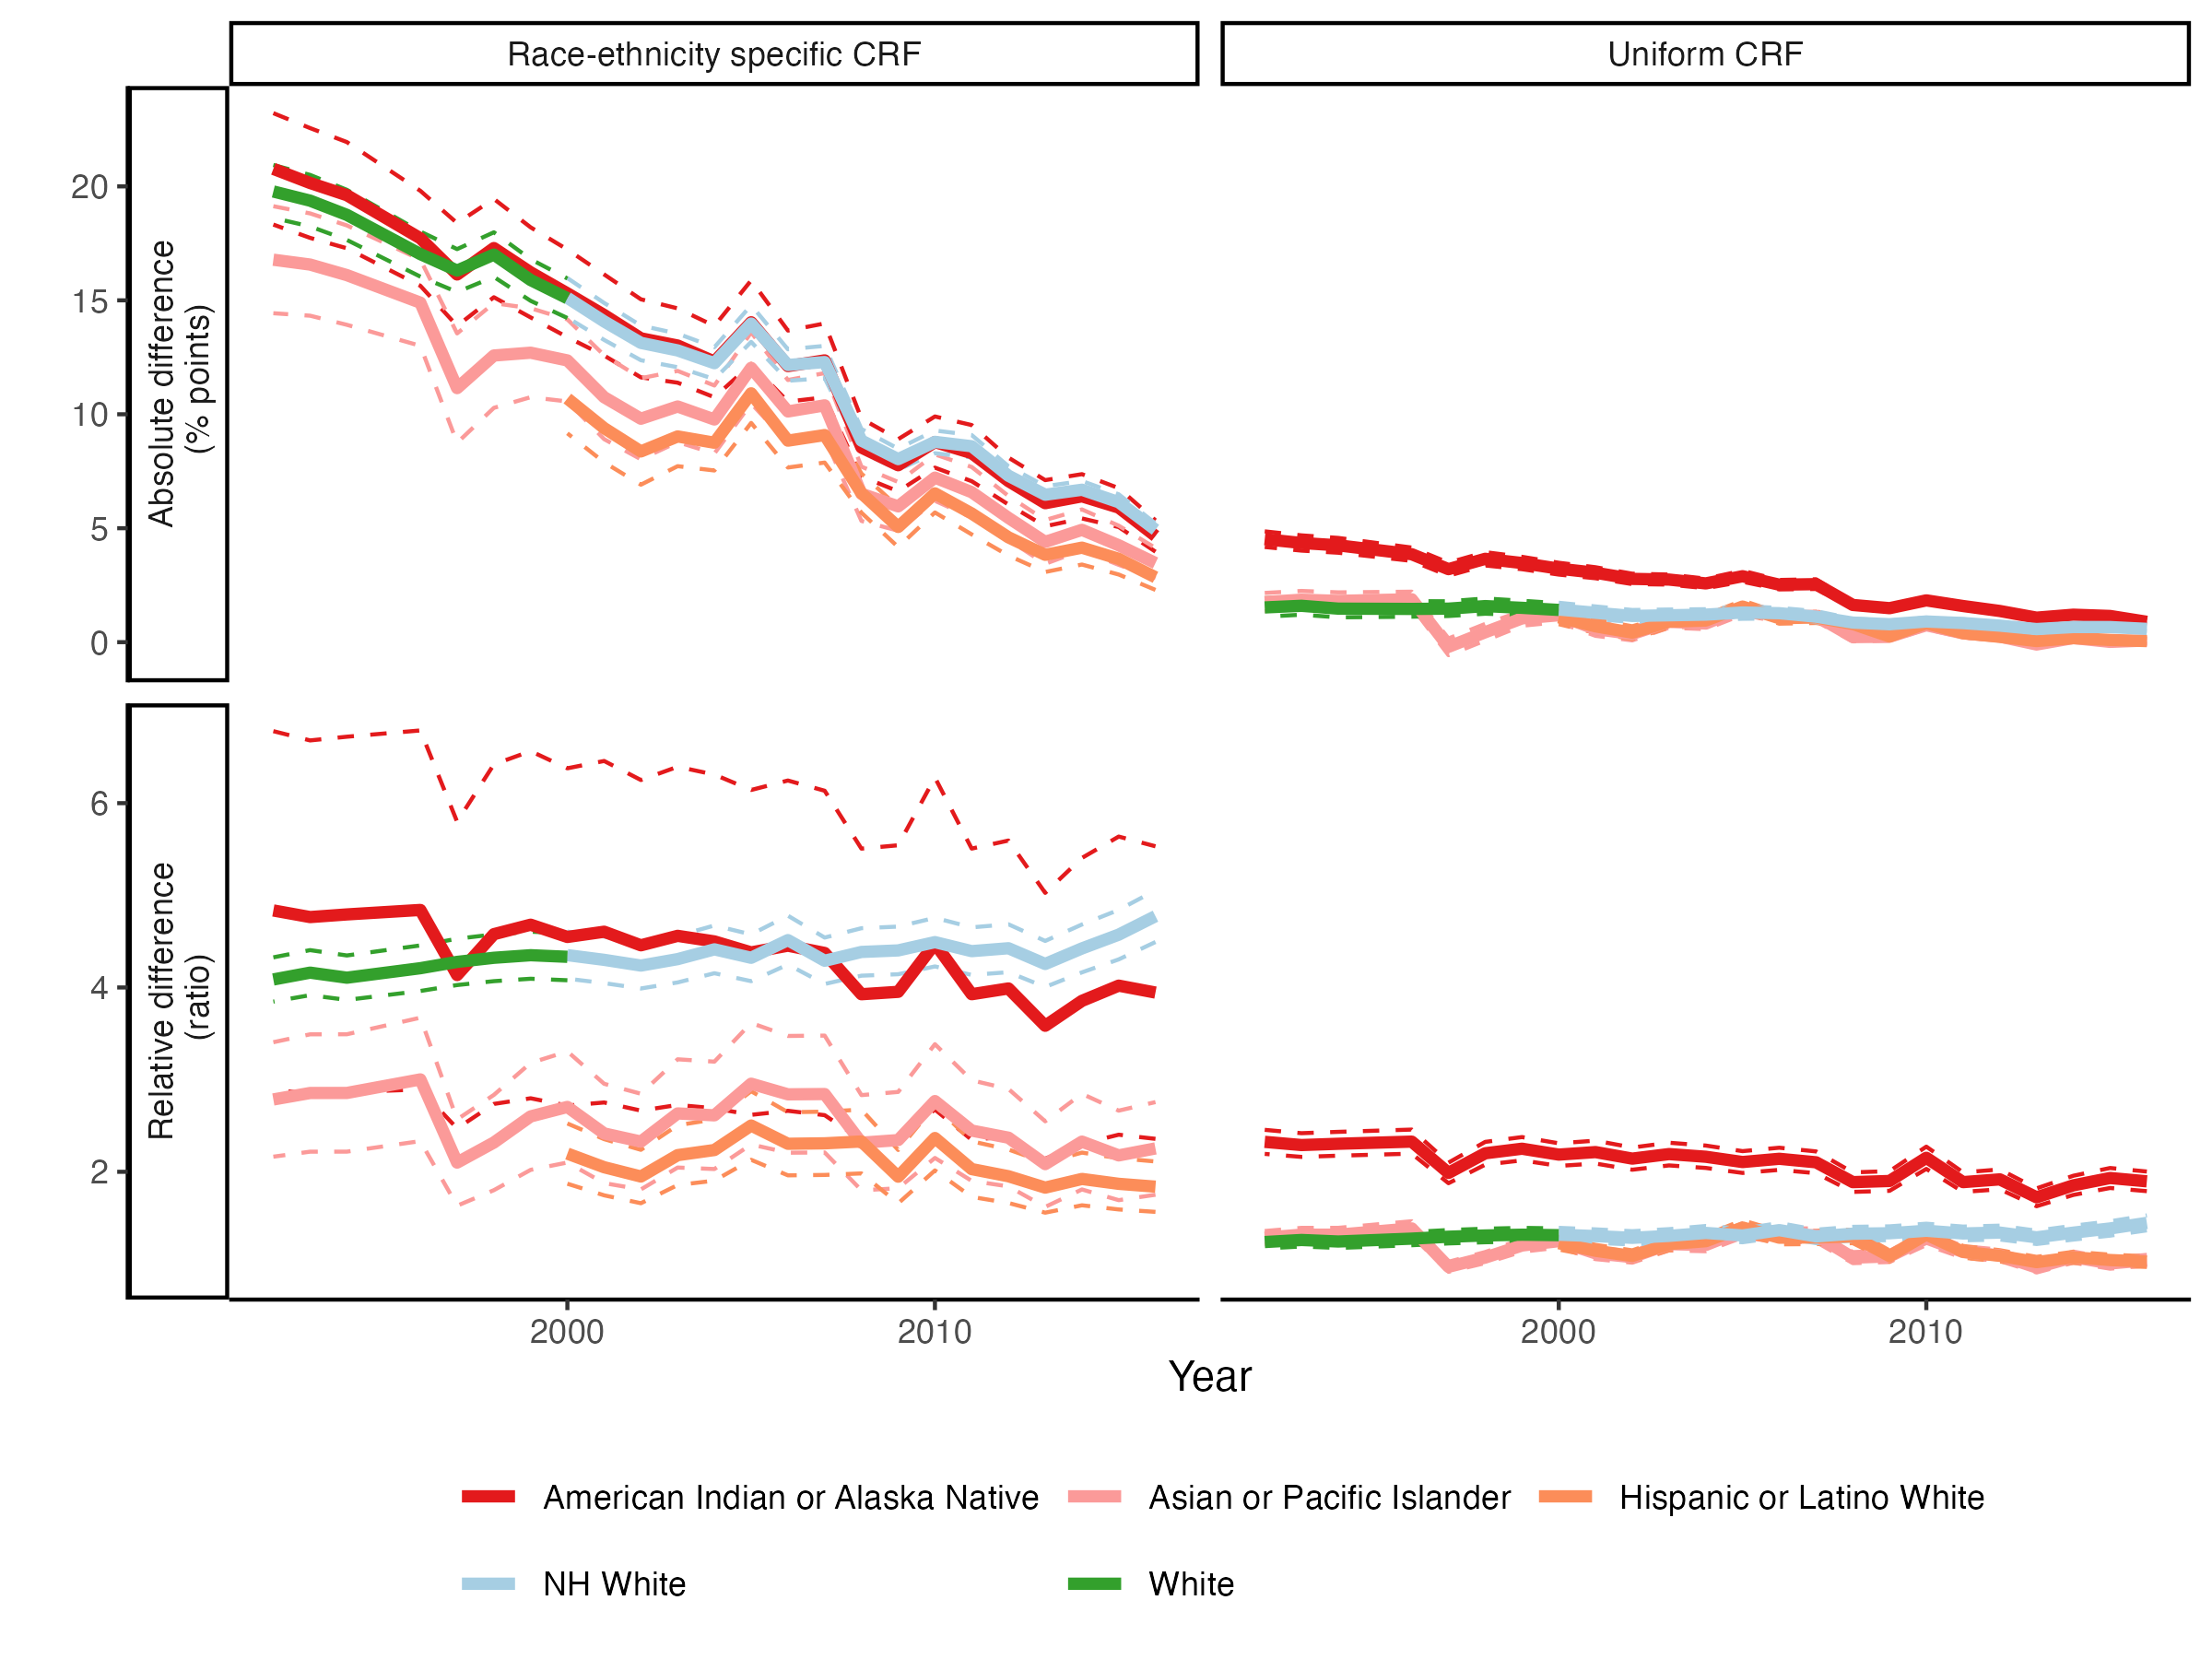 Race-ethnicity specific CRF
Uniform CRF
Absolute difference
(% points)
20
15
10
5
0
Relative difference
(ratio)
6
4
2
2000
2010
2000
2010
Year
American Indian or Alaska Native
Asian or Pacific Islander
Hispanic or Latino White
NH White
White